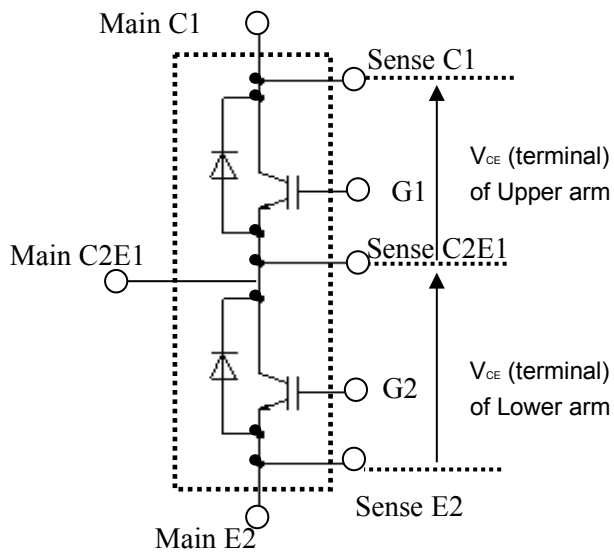 Main C1
Sense C1
VCE (terminal)
of Upper arm
G1
Sense C2E1
Main C2E1
VCE (terminal)
of Lower arm
G2
Sense E2
Main E2